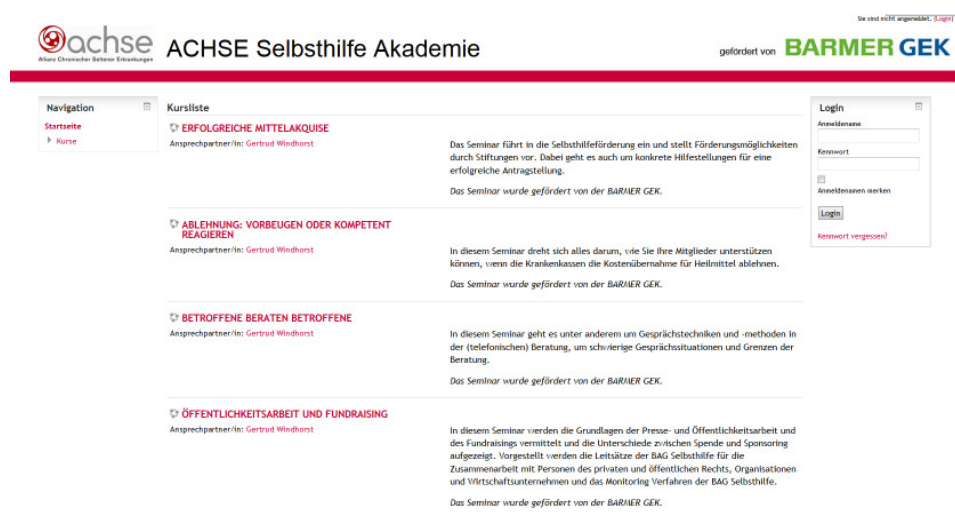 Sie sind nicht angemeldet. (Login)
achse
Allianz Chronischer Seltener Erkrankungen
ACHSE Selbsthilfe Akademie
gefördert von BARMER GEK
Navigation
Startseite
Kurse
Kursliste
ERFOLGREICHE MITTELAKQUISE
Ansprechpartner/in: Gertrud Windhorst
Das Seminar führt in die Selbsthilfeförderung ein und stellt Förderungsmöglichkeiten
durch Stiftungen vor. Dabei geht es auch um konkrete Hilfestellungen für eine
erfolgreiche Antragstellung.
Das Seminar wurde gefördert von der BARMER GEK.
ABLEHNUNG: VORBEUGEN ODER KOMPETENT
REAGIEREN
Ansprechpartner/in: Gertrud Windhorst
In diesem Seminar dreht sich alles darum, wie Sie Ihre Mitglieder unterstützen
können, wenn die Krankenkassen die Kostenübernahme für Heilmittel ablehnen.
Das Seminar wurde gefördert von der BARMER GEK.
BETROFFENE BERATEN BETROFFENE
Ansprechpartner/in: Gertrud Windhorst
In diesem Seminar geht es unter anderem um Gesprächstechniken und -methoden in
der (telefonischen) Beratung, um schwierige Gesprächssituationen und Grenzen der
Beratung.
Das Seminar wurde gefördert von der BARMER GEK.
ÖFFENTLICHKEITSARBEIT UND FUNDRAISING
Ansprechpartner/in: Gertrud Windhorst
In diesem Seminar werden die Grundlagen der Presse- und Öffentlichkeitsarbeit und
des Fundraisings vermittelt und die Unterschiede zwischen Spende und Sponsoring
aufgezeigt. Vorgestellt werden die Leitsätze der BAG Selbsthilfe für die
Zusammenarbeit mit Personen des privaten und öffentlichen Rechts, Organisationen
und Wirtschaftsunternehmen und das Monitoring Verfahren der BAG Selbsthilfe.
Das Seminar wurde gefördert von der BARMER GEK.
Login
Anmeldename
Kennwort
Anmeldenamen merken
Login
Kennwort vergessen?